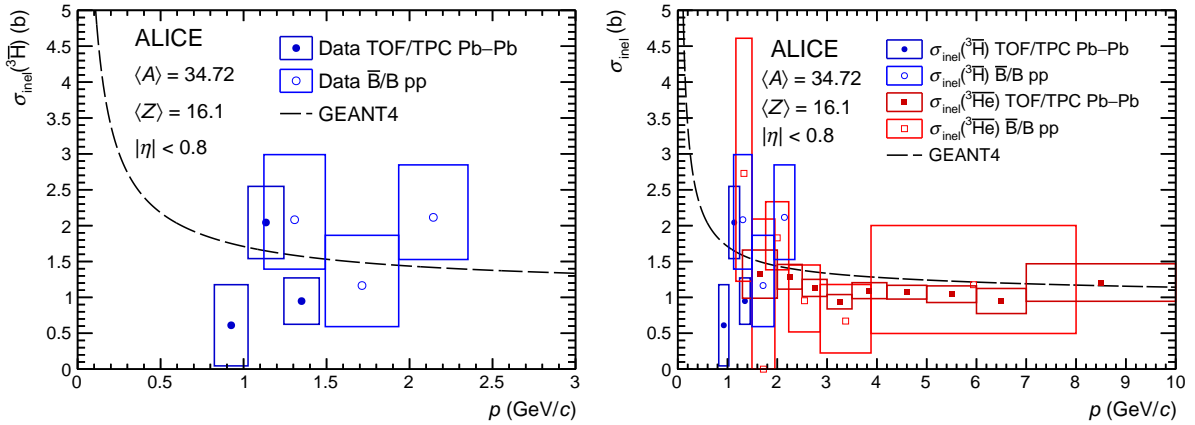 σinel(³H̅) (b)
5
4.5
4
3.5
3
2.5
2
1.5
1
0.5
0
ALICE
⟨A⟩ = 34.72
⟨Z⟩ = 16.1
|η| < 0.8
Data TOF/TPC Pb–Pb
Data B̅/B pp
GEANT4
0 0.5 1 1.5 2 2.5 3
p (GeV/c)
σinel (b)
5
4.5
4
3.5
3
2.5
2
1.5
1
0.5
0
ALICE
⟨A⟩ = 34.72
⟨Z⟩ = 16.1
|η| < 0.8
σinel(³H̅) TOF/TPC Pb–Pb
σinel(³H̅) B̅/B pp
σinel(³H̅e̅) TOF/TPC Pb–Pb
σinel(³H̅e̅) B̅/B pp
GEANT4
0 1 2 3 4 5 6 7 8 9 10
p (GeV/c)